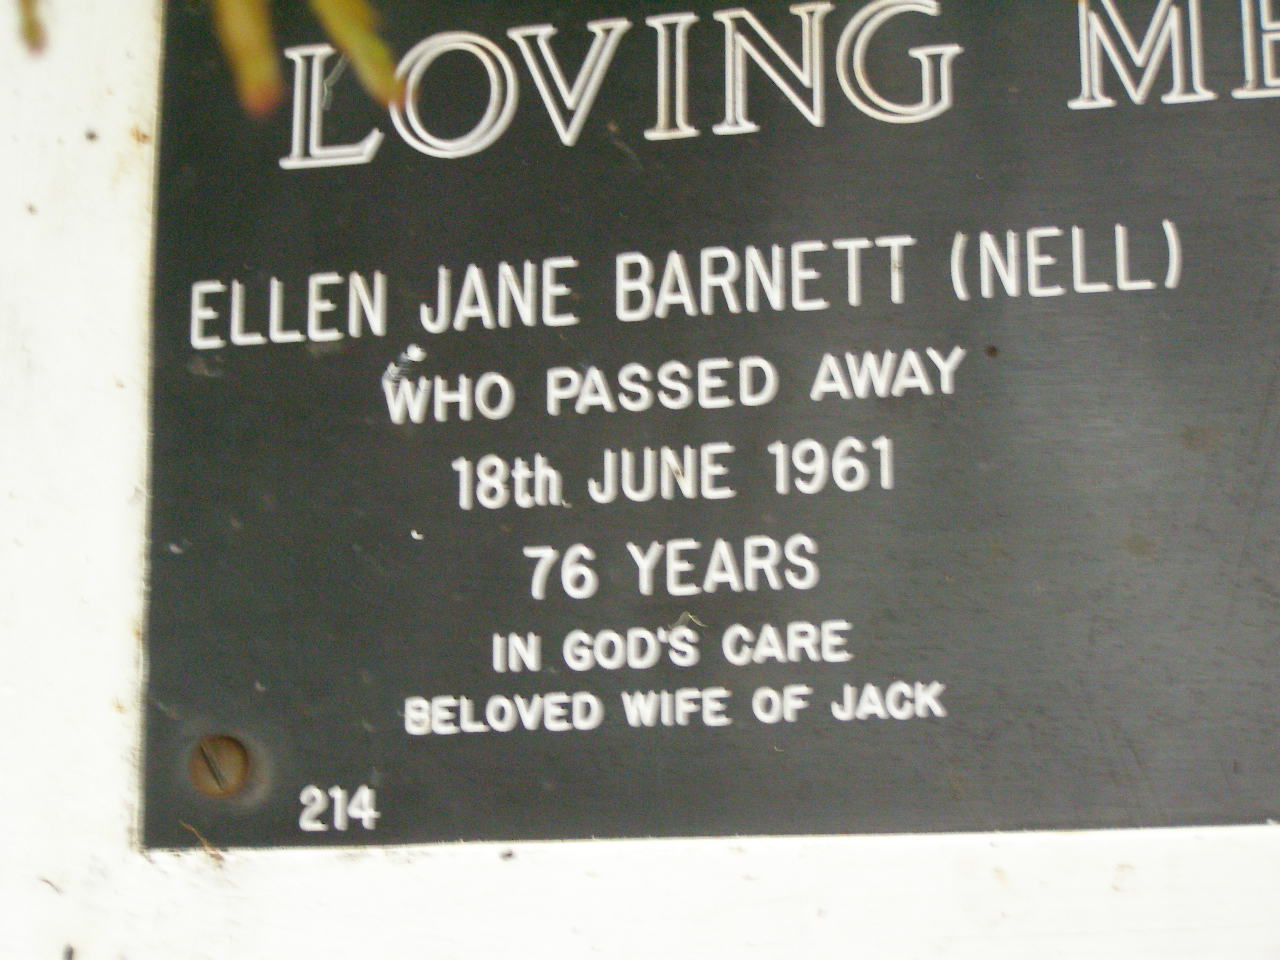 LOVING ME
ELLEN JANE BARNETT (NELL)
WHO PASSED AWAY
18th JUNE 1961
76 YEARS
IN GOD'S CARE
BELOVED WIFE OF JACK
214